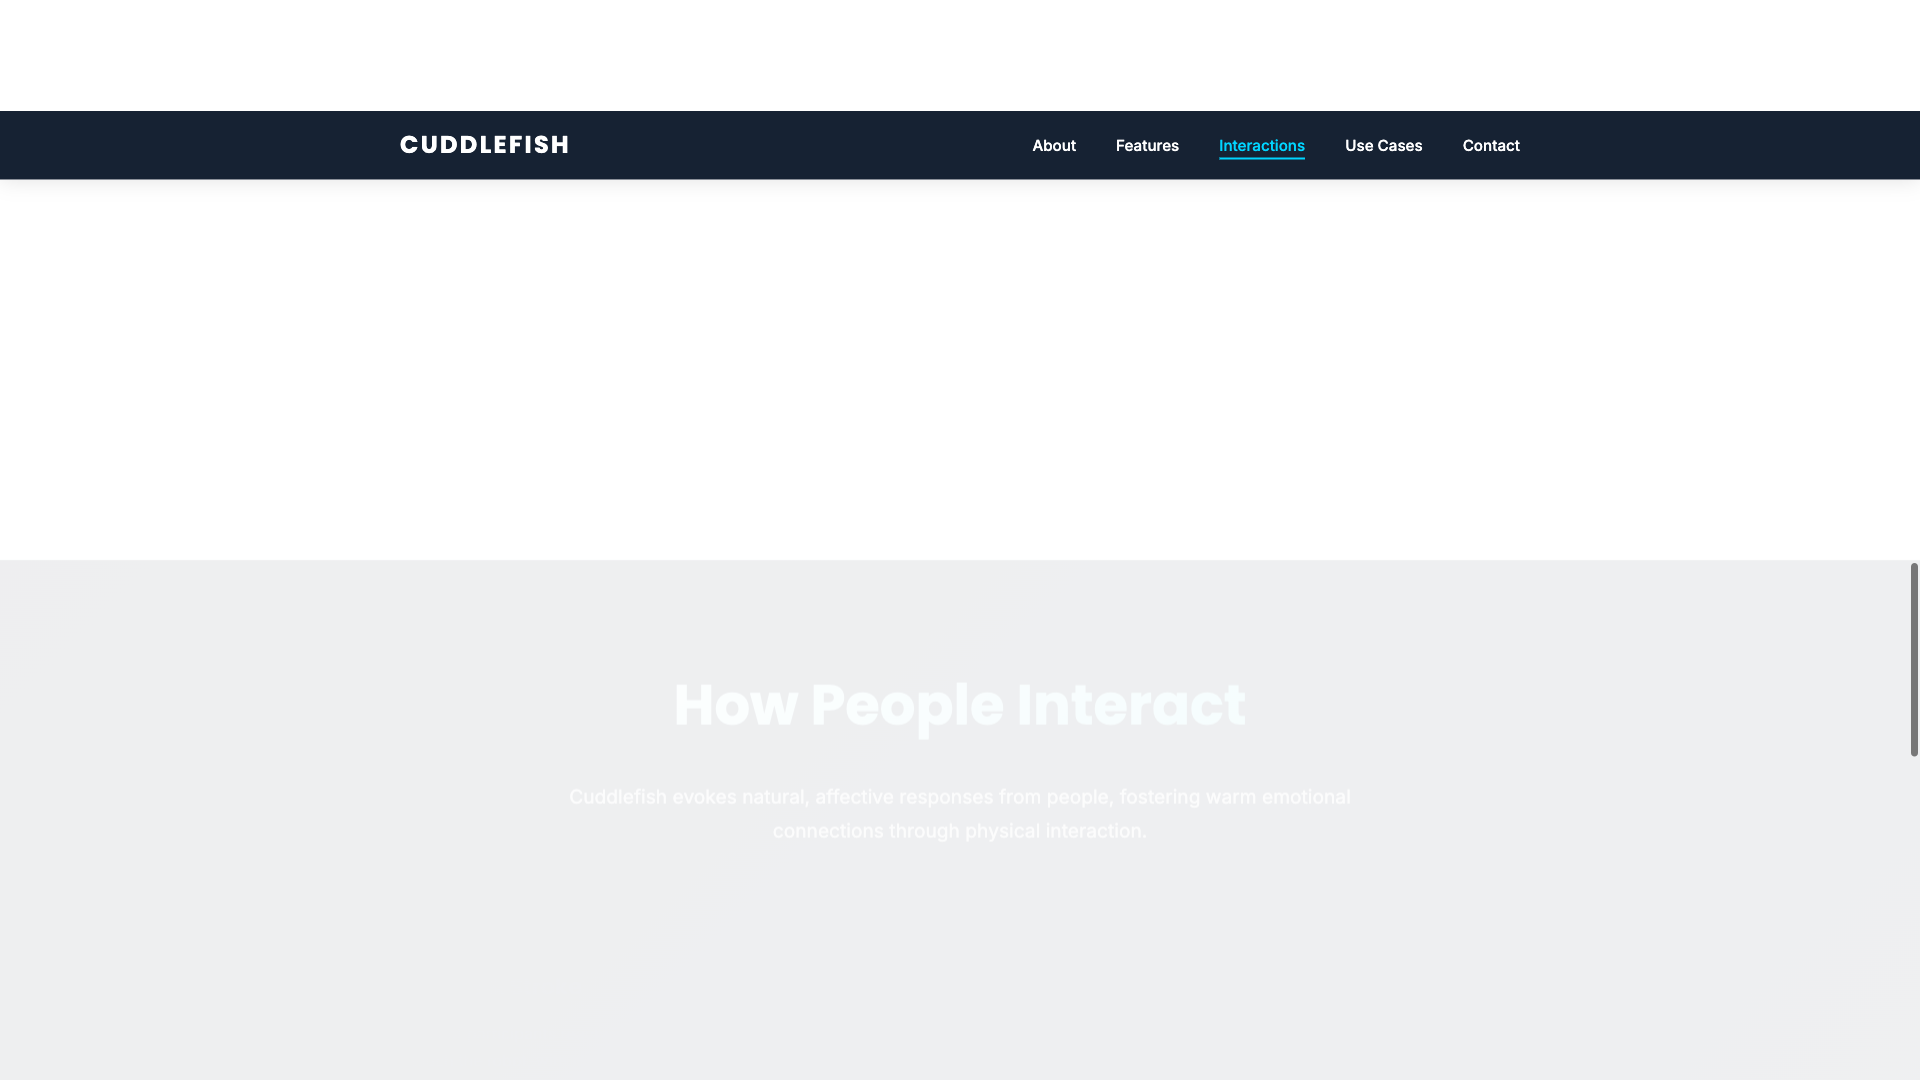 CUDDLEFISH
About Features Interactions Use Cases Contact
How People Interact
Cuddlefish evokes natural, affective responses from people, fostering warm emotional
connections through physical interaction.